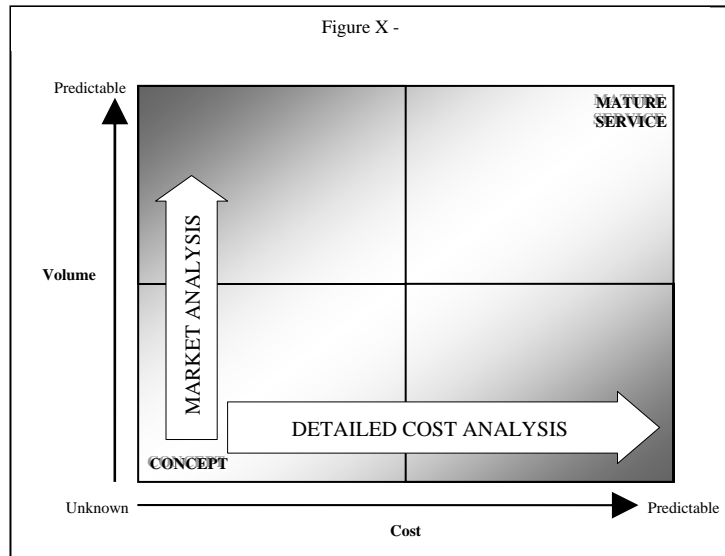 Figure X -
Predictable
MATURE
SERVICE
MARKET ANALYSIS
Volume
DETAILED COST ANALYSIS
CONCEPT
Unknown
Predictable
Cost